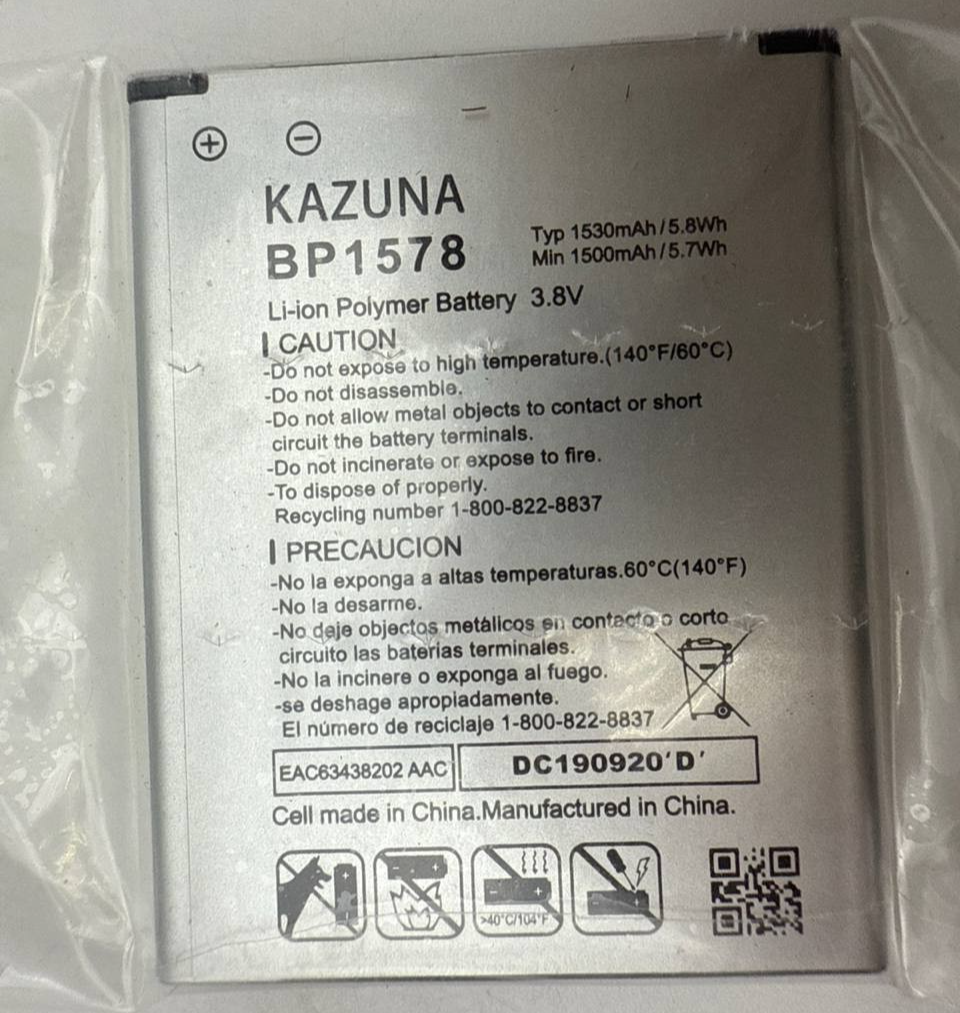 KAZUNA
BP1578
Typ 1530mAh/5.8Wh
Min 1500mAh/5.7Wh
Li-ion Polymer Battery 3.8V
CAUTION
-Do not expose to high temperature.(140°F/60°C)
-Do not disassemble.
-Do not allow metal objects to contact or short
circuit the battery terminals.
-Do not incinerate or expose to fire.
-To dispose of properly.
Recycling number 1-800-822-8837
PRECAUCION
-No la exponga a altas temperaturas.60°C(140°F)
-No la desarme.
-No deje objectos metálicos en contacto o corto
circuito las baterías terminales.
-No la incinere o exponga al fuego.
-se deshage apropiadamente.
El número de reciclaje 1-800-822-8837
EAC63438202 AAC
DC190920'D'
Cell made in China.Manufactured in China.
>40°C/104°F